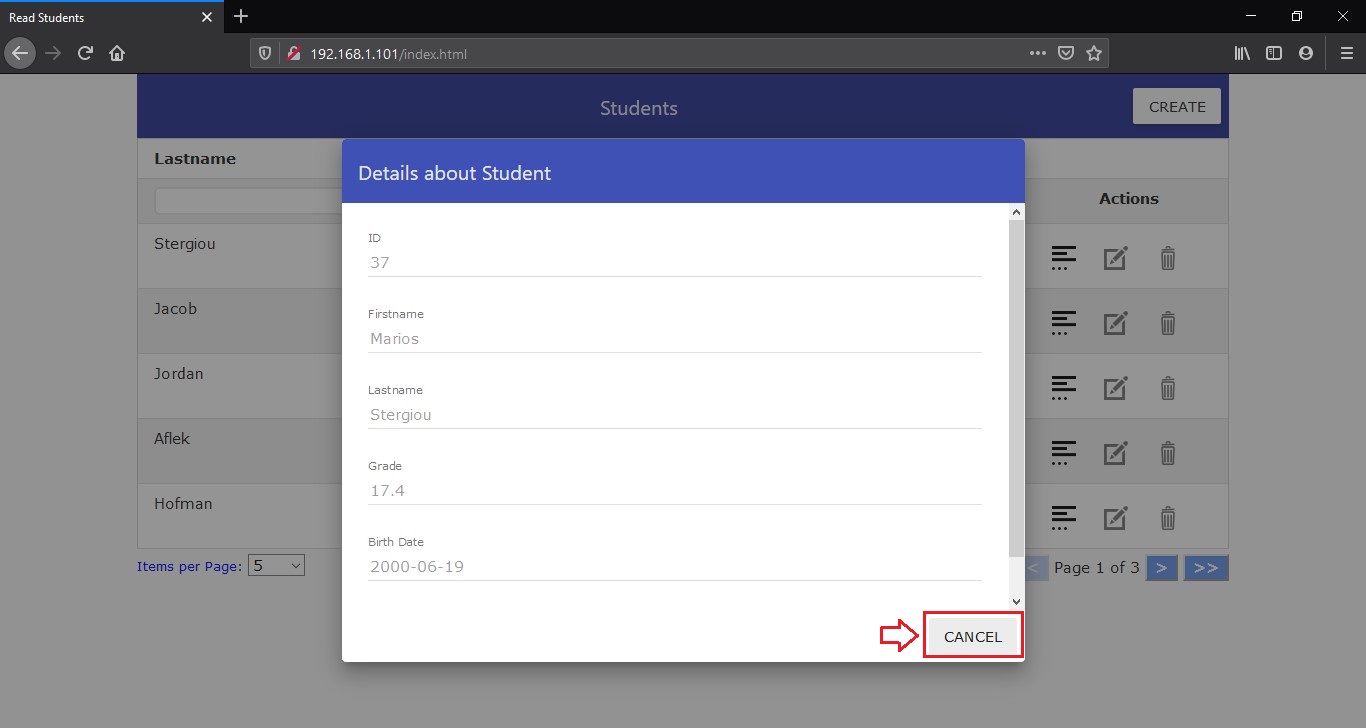 Read Students
192.168.1.101/index.html
Students
CREATE
Lastname
Actions
Stergiou
Jacob
Jordan
Aflek
Hofman
Items per Page: 5
< Page 1 of 3 > >>
Details about Student
ID
37
Firstname
Marios
Lastname
Stergiou
Grade
17.4
Birth Date
2000-06-19
CANCEL